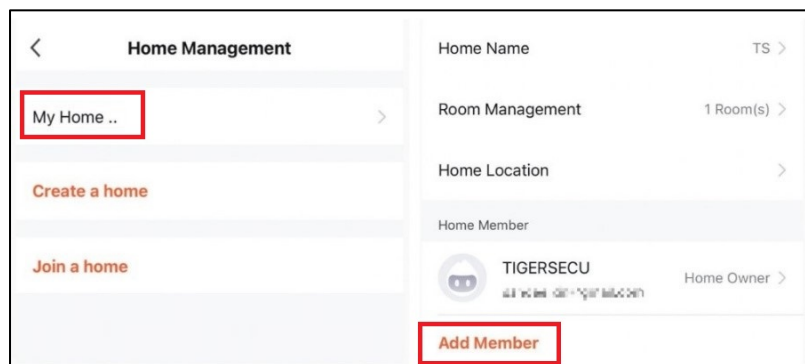 Home Management
My Home ..
Create a home
Join a home
Home Name TS
Room Management 1 Room(s)
Home Location
Home Member
TIGERSECU
Home Owner
Add Member